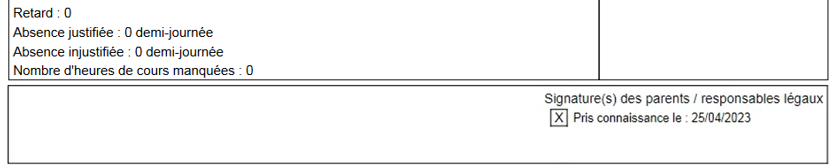 Retard : 0
Absence justifiée : 0 demi-journée
Absence injustifiée : 0 demi-journée
Nombre d'heures de cours manquées : 0
Signature(s) des parents / responsables légaux
X Pris connaissance le : 25/04/2023